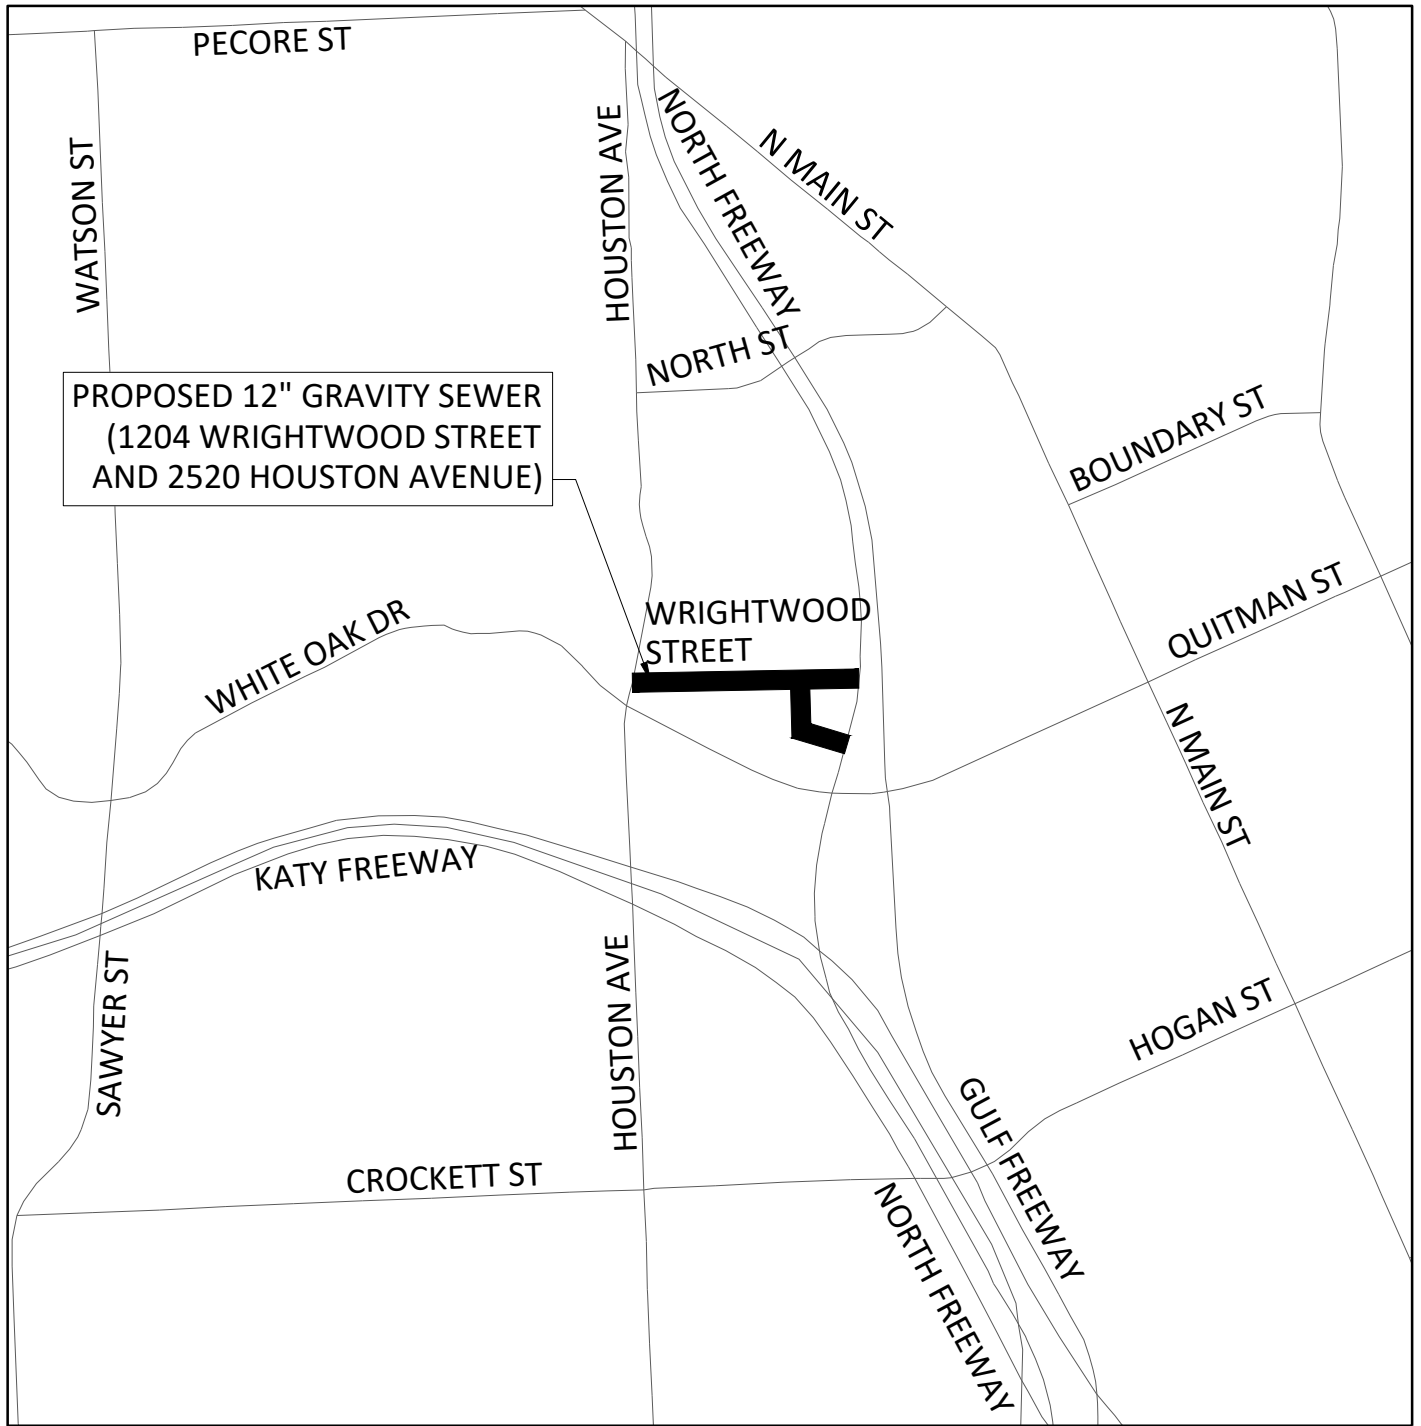 PECORE ST
WATSON ST
HOUSTON AVE
NORTH FREEWAY
N MAIN ST
NORTH ST
PROPOSED 12" GRAVITY SEWER
(1204 WRIGHTWOOD STREET
AND 2520 HOUSTON AVENUE)
BOUNDARY ST
WRIGHTWOOD
STREET
WHITE OAK DR
QUITMAN ST
N MAIN ST
KATY FREEWAY
SAWYER ST
HOUSTON AVE
HOGAN ST
GULF FREEWAY
CROCKETT ST
NORTH FREEWAY